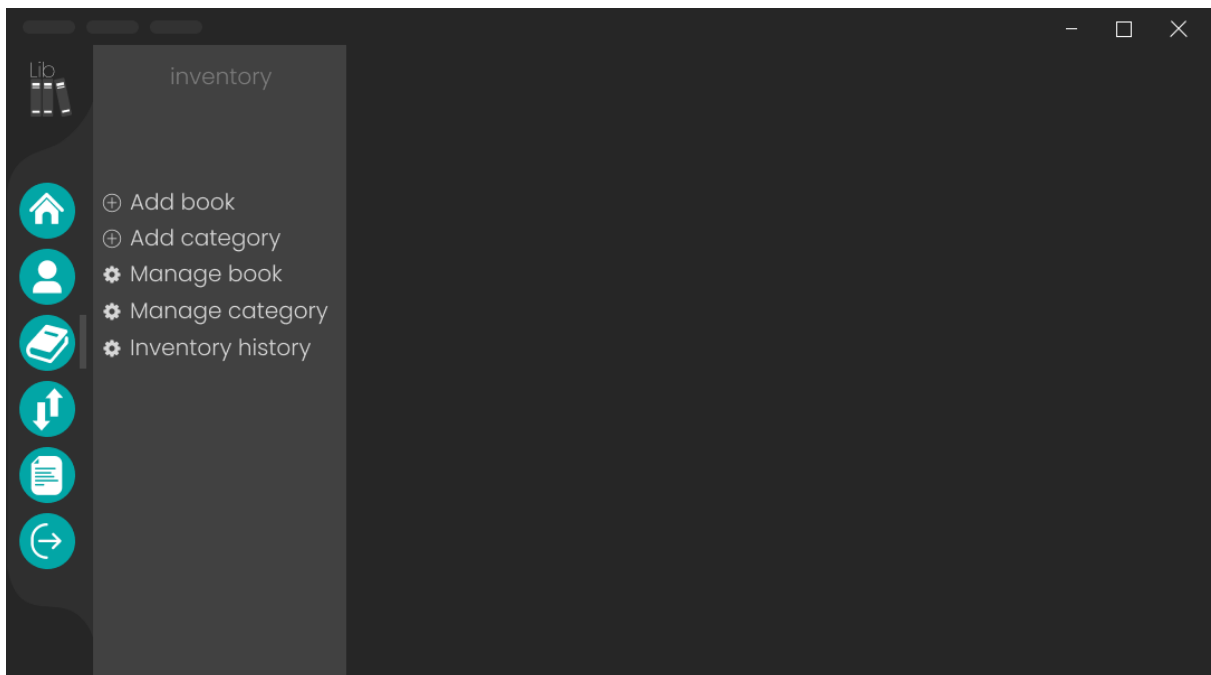 Lib
inventory
Add book
Add category
Manage book
Manage category
Inventory history